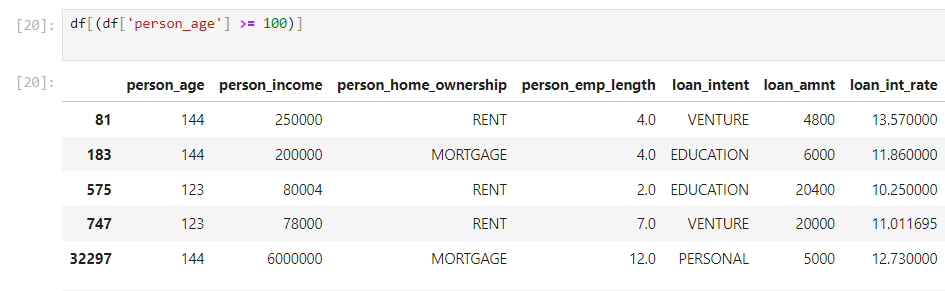 [20]: df[(df['person_age'] >= 100)]
[20]:
person_age person_income person_home_ownership person_emp_length loan_intent loan_amnt loan_int_rate
81 144 250000 RENT 4.0 VENTURE 4800 13.570000
183 144 200000 MORTGAGE 4.0 EDUCATION 6000 11.860000
575 123 80004 RENT 2.0 EDUCATION 20400 10.250000
747 123 78000 RENT 7.0 VENTURE 20000 11.011695
32297 144 6000000 MORTGAGE 12.0 PERSONAL 5000 12.730000